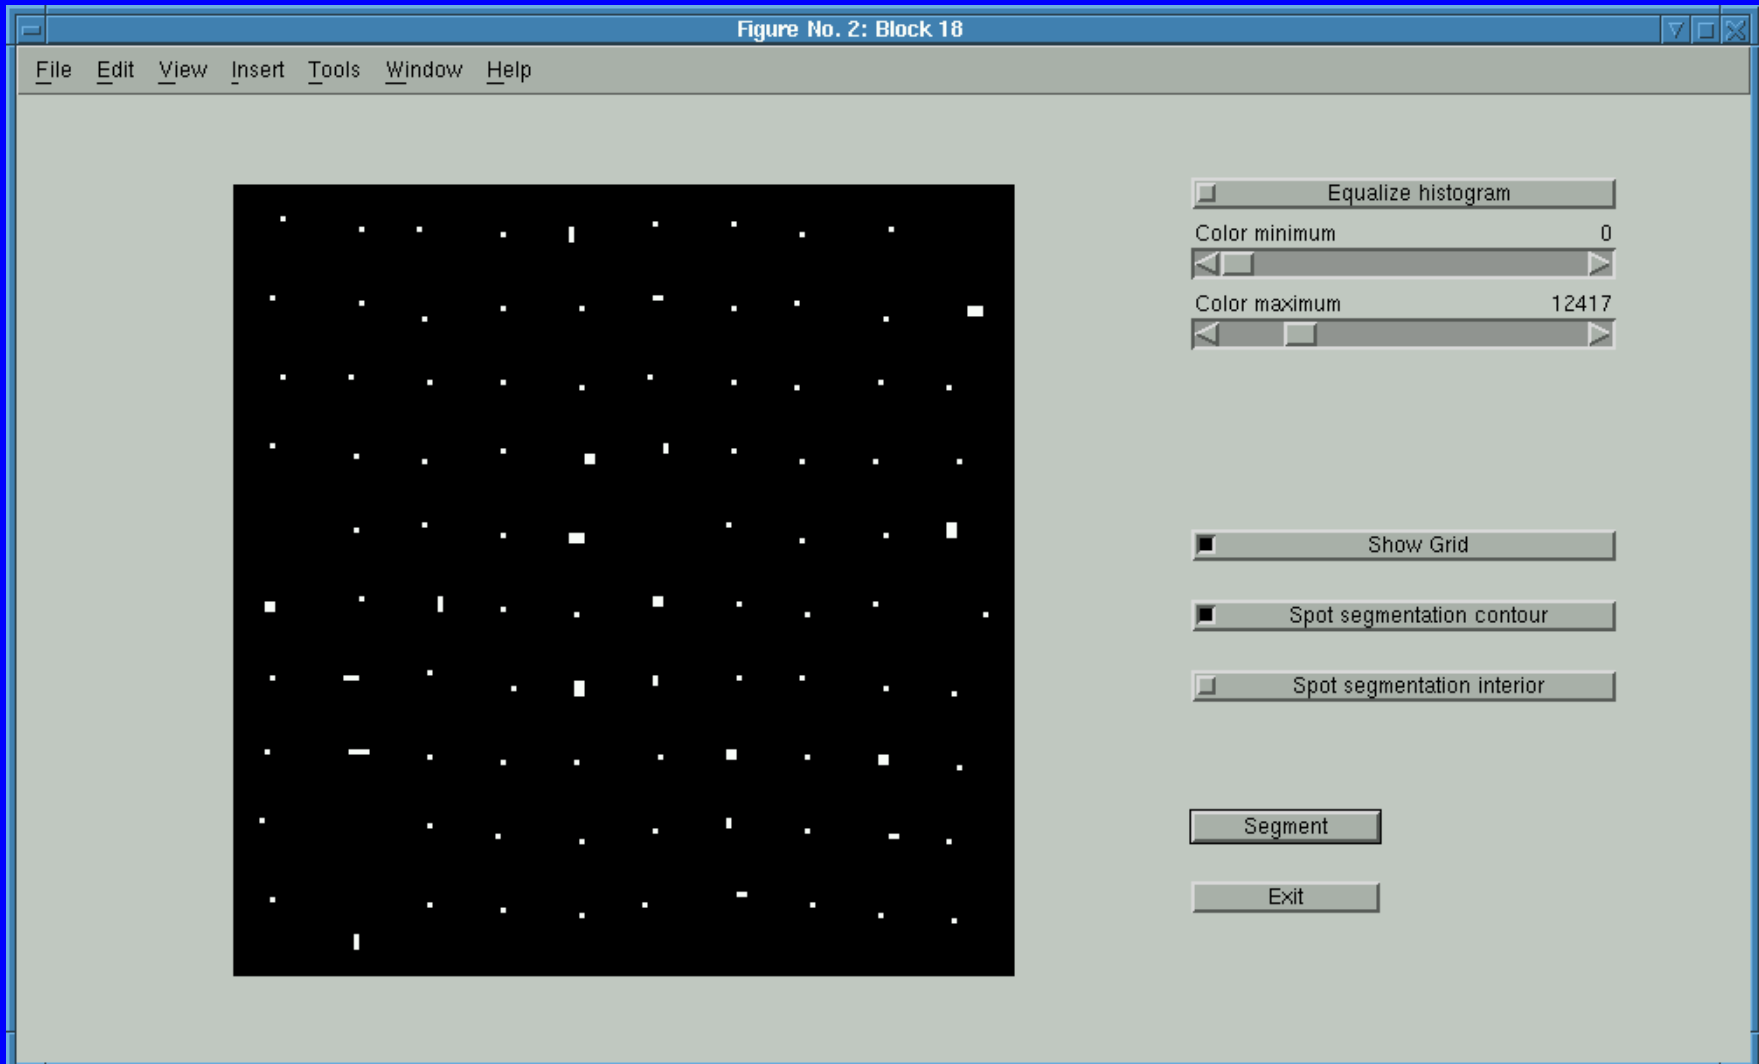 Figure No. 2: Block 18
File Edit View Insert Tools Window Help
Equalize histogram
Color minimum 0
Color maximum 12417
Show Grid
Spot segmentation contour
Spot segmentation interior
Segment
Exit